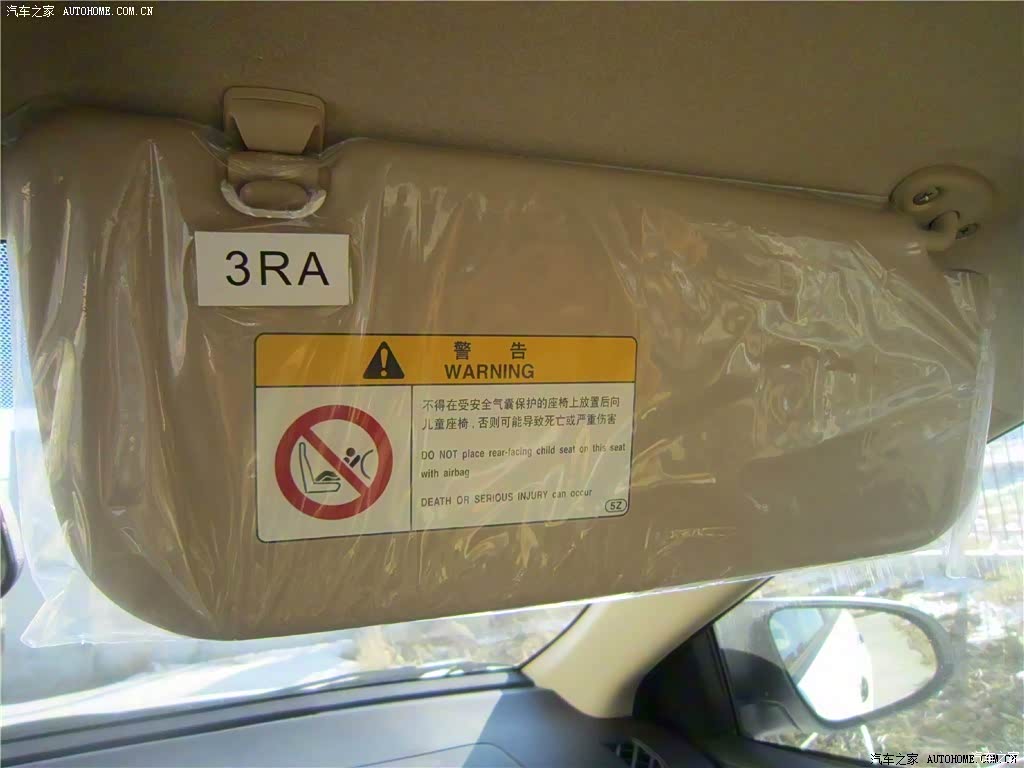 汽车之家 AUTOHOME.COM.CN
3RA
警 告
WARNING
不得在受安全气囊保护的座椅上放置后向
儿童座椅，否则可能导致死亡或严重伤害
DO NOT place rear-facing child seat on this seat
with airbag
DEATH OR SERIOUS INJURY can occur
5Z
汽车之家 AUTOHOME.COM.CN